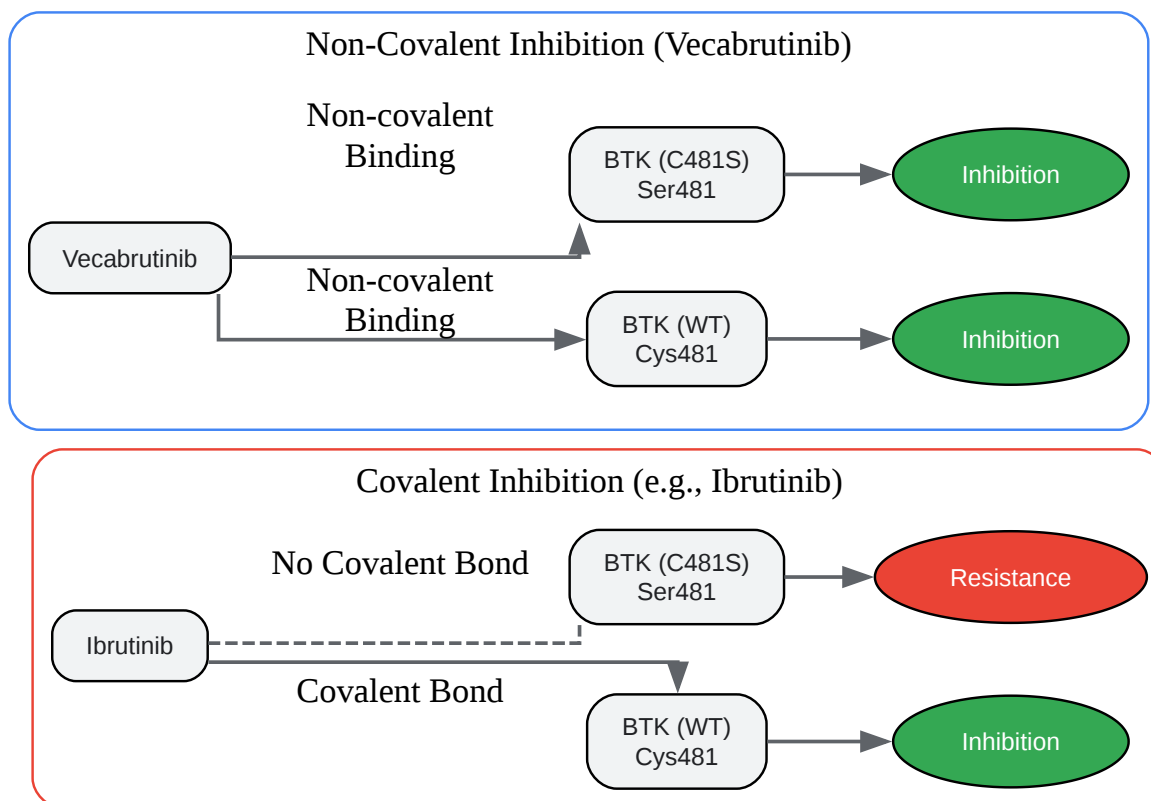 Non-Covalent Inhibition (Vecabrutinib)
Non-covalent
Binding
BTK (C481S)
Ser481
Inhibition
Vecabrutinib
Non-covalent
Binding
BTK (WT)
Cys481
Inhibition
Covalent Inhibition (e.g., Ibrutinib)
No Covalent Bond
BTK (C481S)
Ser481
Resistance
Ibrutinib
Covalent Bond
BTK (WT)
Cys481
Inhibition